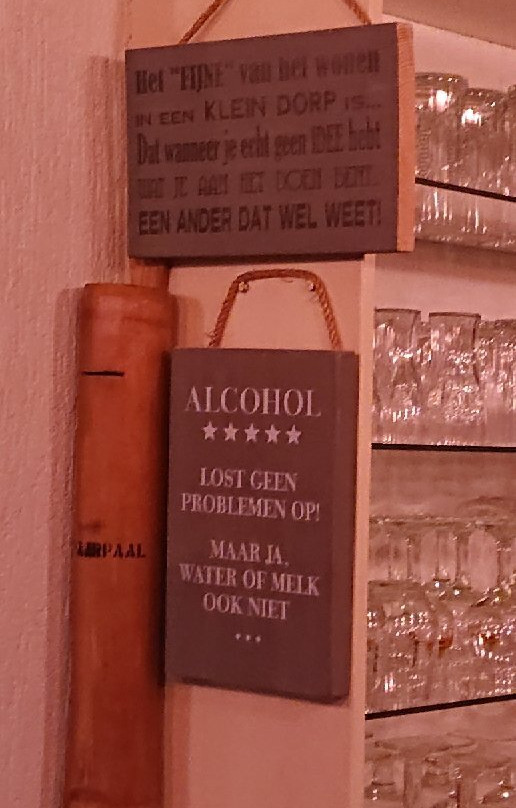 Het "FIJNE" van het wonen
IN EEN KLEIN DORP IS...
Dat wanneer je echt geen IDEE hebt
WAT JE AAN HET DOEN BENT.
EEN ANDER DAT WEL WEET!
ALCOHOL
LOST GEEN
PROBLEMEN OP!
MAAR JA,
WATER OF MELK
OOK NIET
...